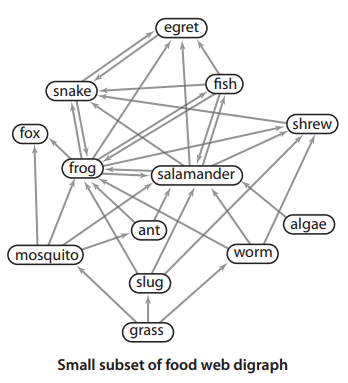 egret
fish
snake
shrew
fox
frog
salamander
algae
ant
mosquito
worm
slug
grass
Small subset of food web digraph